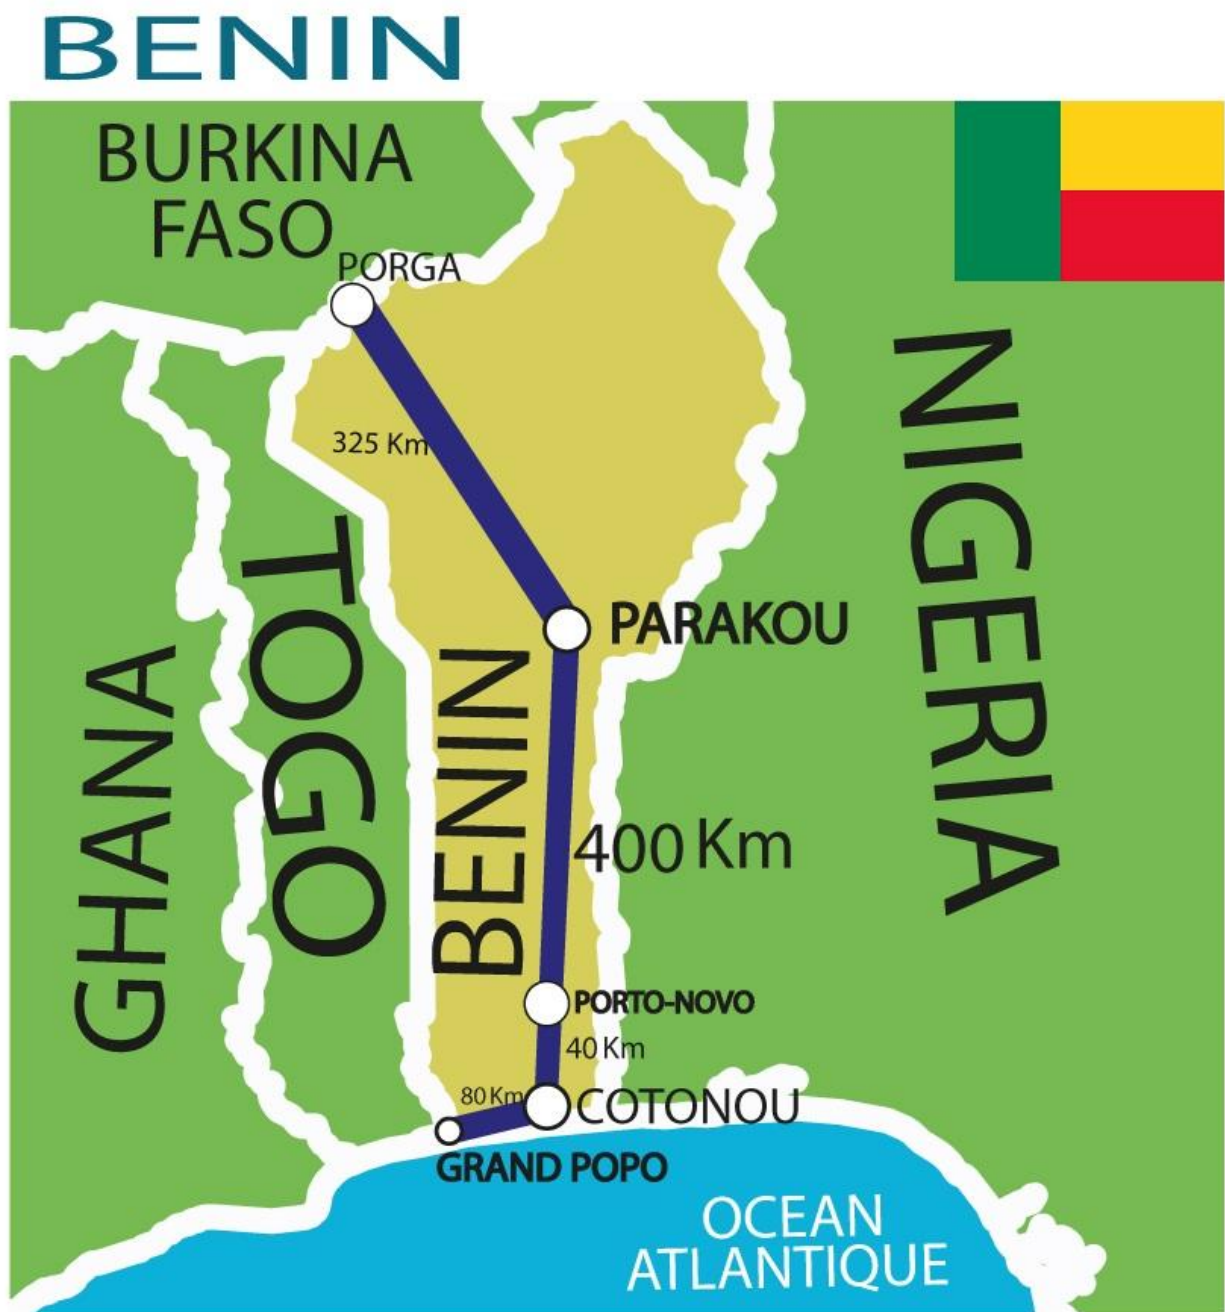 BENIN
BURKINA
FASO
PORGA
325 Km
NIGERIA
TOGO
PARAKOU
GHANA
BENIN
400 Km
PORTO-NOVO
40 Km
80 Km
COTONOU
GRAND POPO
OCEAN
ATLANTIQUE